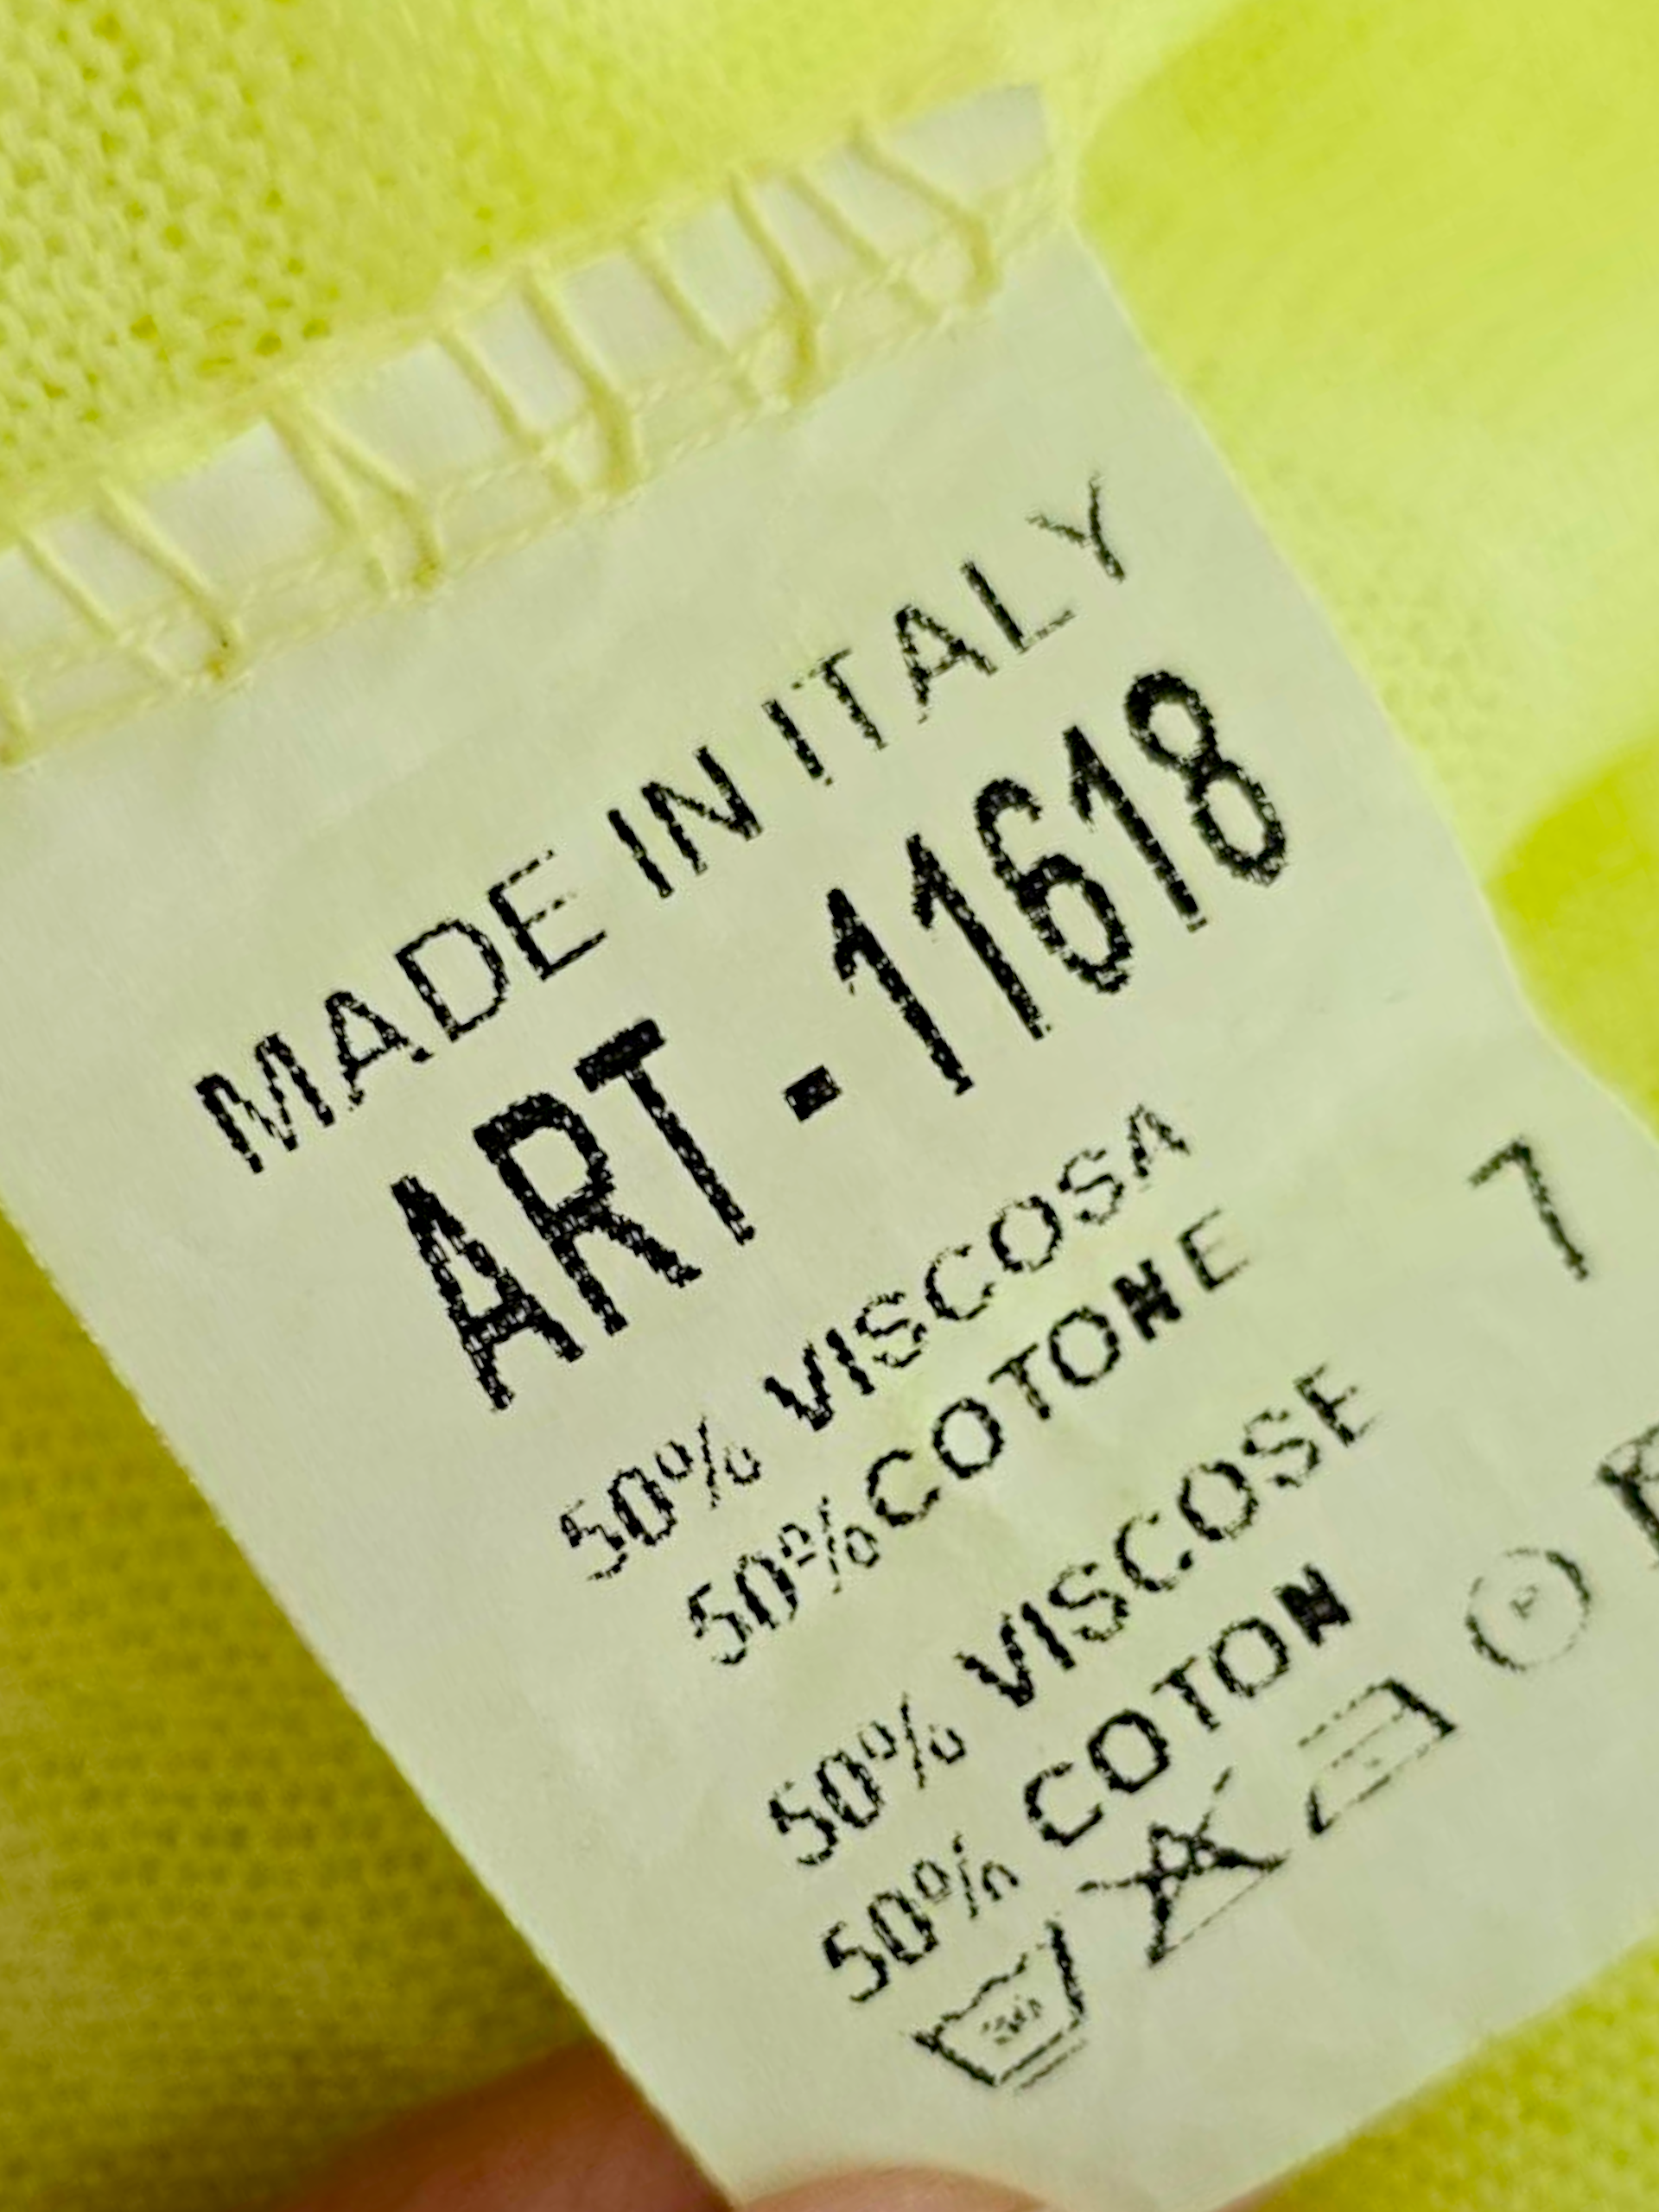 MADE IN ITALY
ART - 11618
50% VISCOSA
50%COTONE
7
50% VISCOSE
50% COTON
P